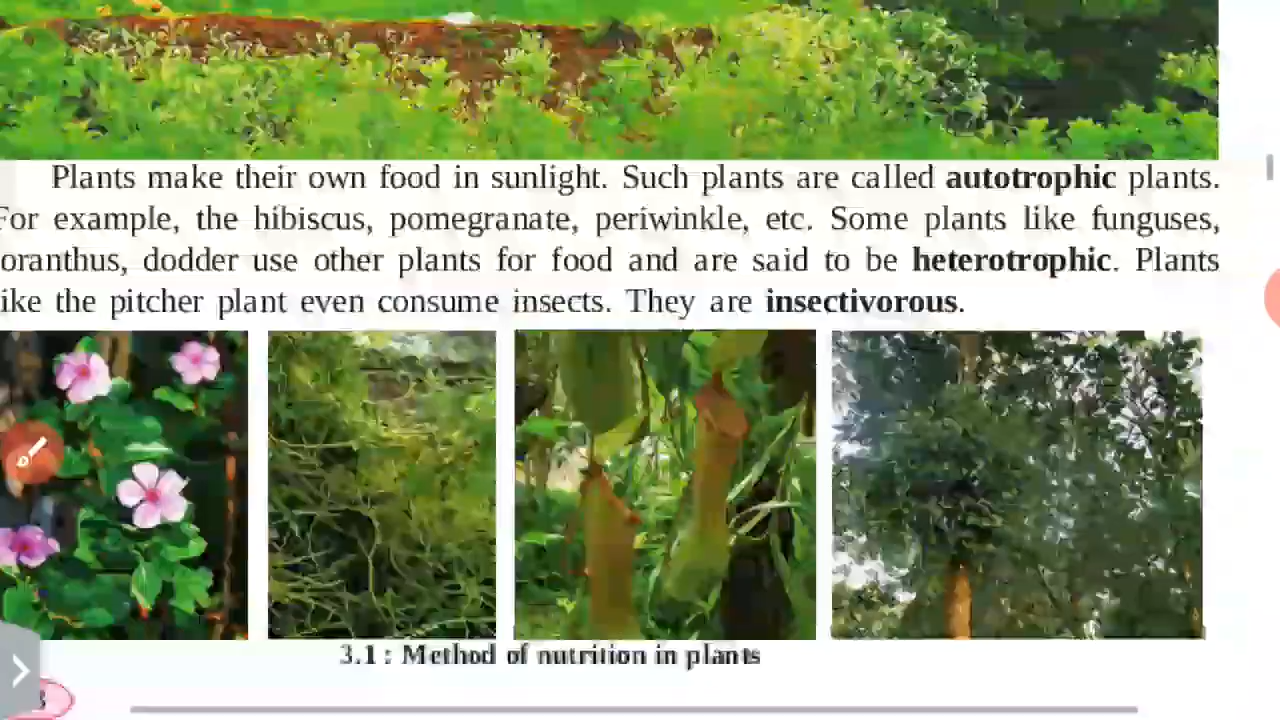 Plants make their own food in sunlight. Such plants are called autotrophic plants.
For example, the hibiscus, pomegranate, periwinkle, etc. Some plants like funguses,
oranthus, dodder use other plants for food and are said to be heterotrophic. Plants
ike the pitcher plant even consume insects. They are insectivorous.
3.1 : Method of nutrition in plants